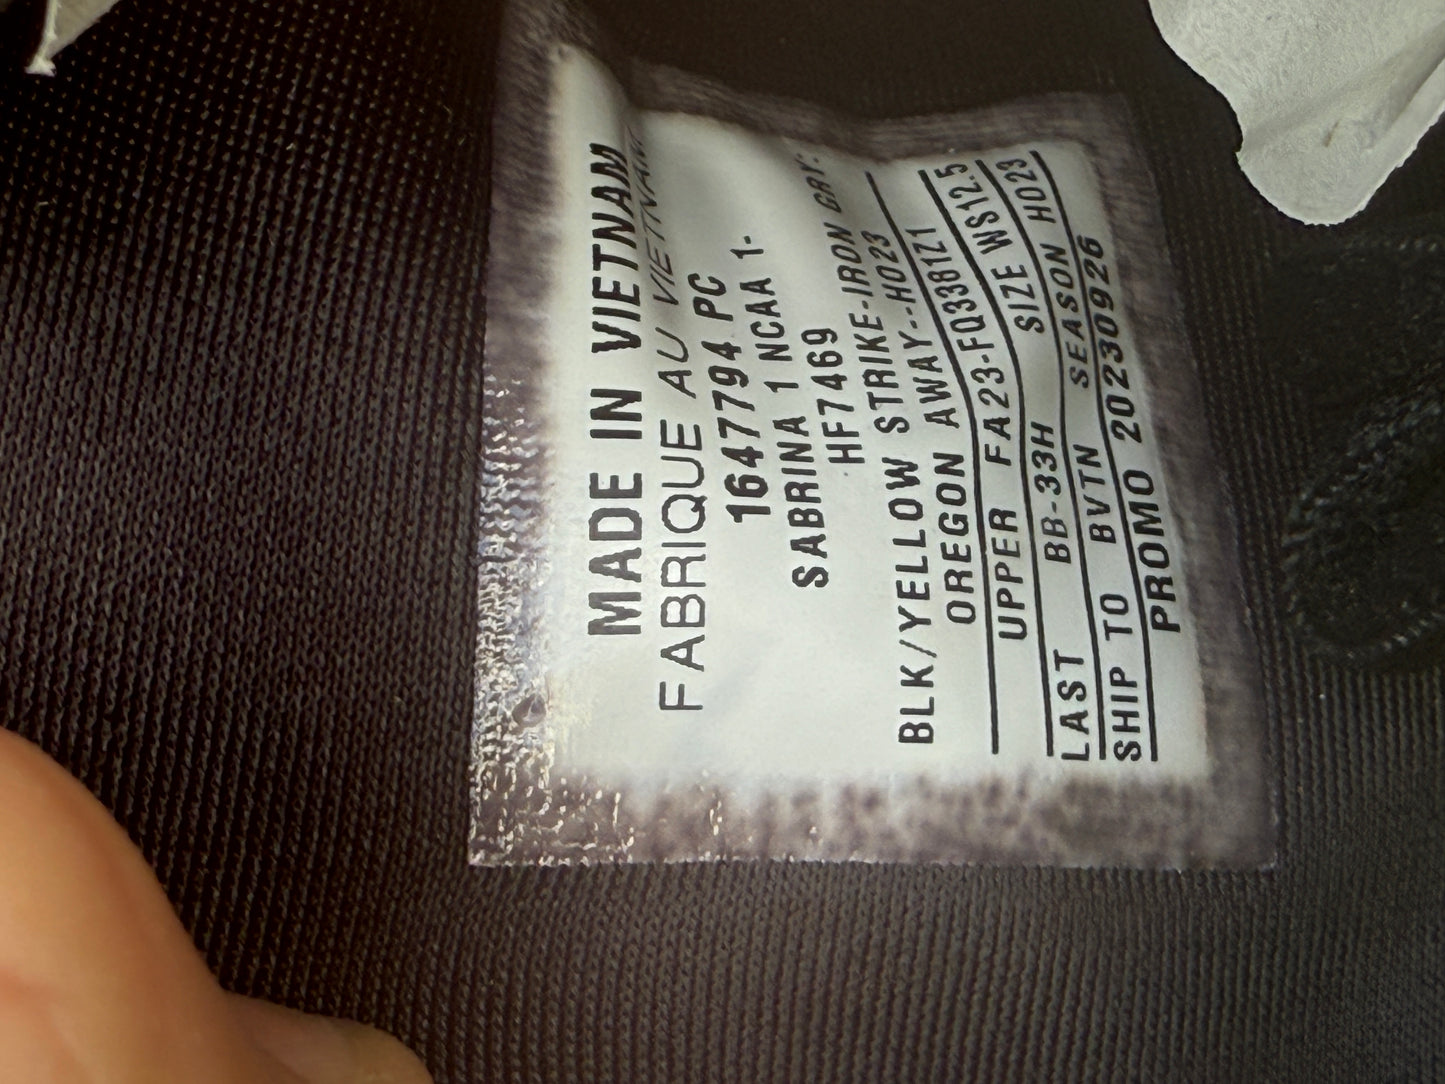 MADE IN VIETNAM
FABRIQUE AU VIETNAM
1647794.PC
SABRINA 1 NCAA 1-
HF7469
BLK/YELLOW STRIKE-IRON GRY.
OREGON AWAY--HO23
UPPER FA23-FQ3381Z1
LAST BB-33H SIZE WS12.5
SHIP TO BVTN SEASON HO23
PROMO 20230926